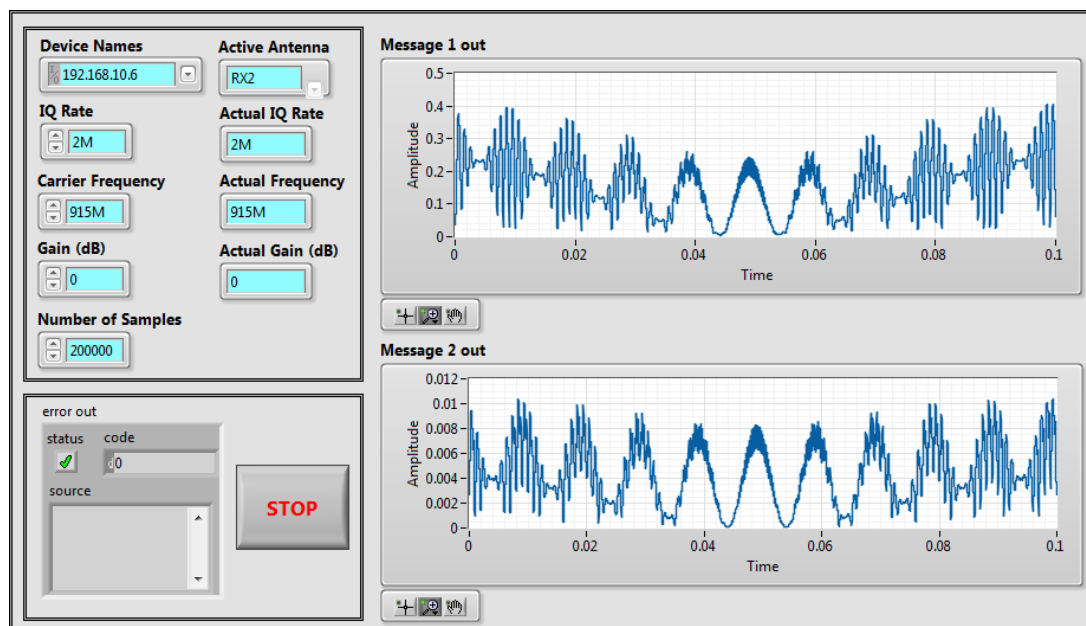 Device Names
192.168.10.6
Active Antenna
RX2
IQ Rate
2M
Actual IQ Rate
2M
Carrier Frequency
915M
Actual Frequency
915M
Gain (dB)
0
Actual Gain (dB)
0
Number of Samples
200000
error out
status
code
d0
source
STOP
Message 1 out
Amplitude
0.5
0.4
0.3
0.2
0.1
0
0 0.02 0.04 0.06 0.08 0.1
Time
Message 2 out
Amplitude
0.012
0.01
0.008
0.006
0.004
0.002
0
0 0.02 0.04 0.06 0.08 0.1
Time